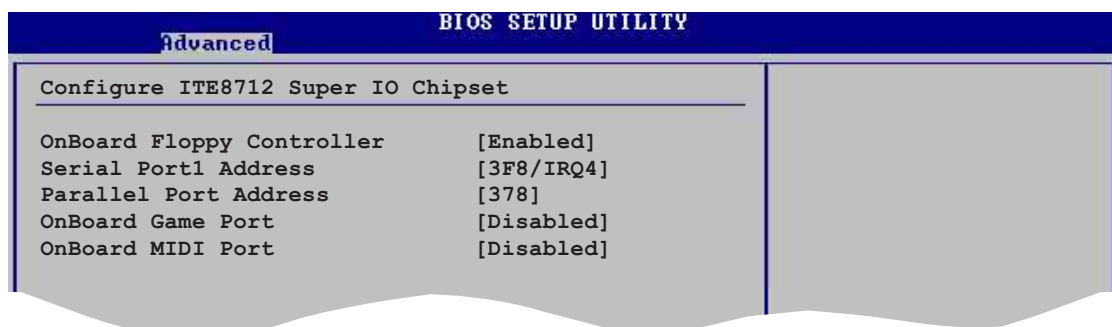 BIOS SETUP UTILITY
Advanced
Configure ITE8712 Super IO Chipset
OnBoard Floppy Controller [Enabled]
Serial Port1 Address [3F8/IRQ4]
Parallel Port Address [378]
OnBoard Game Port [Disabled]
OnBoard MIDI Port [Disabled]